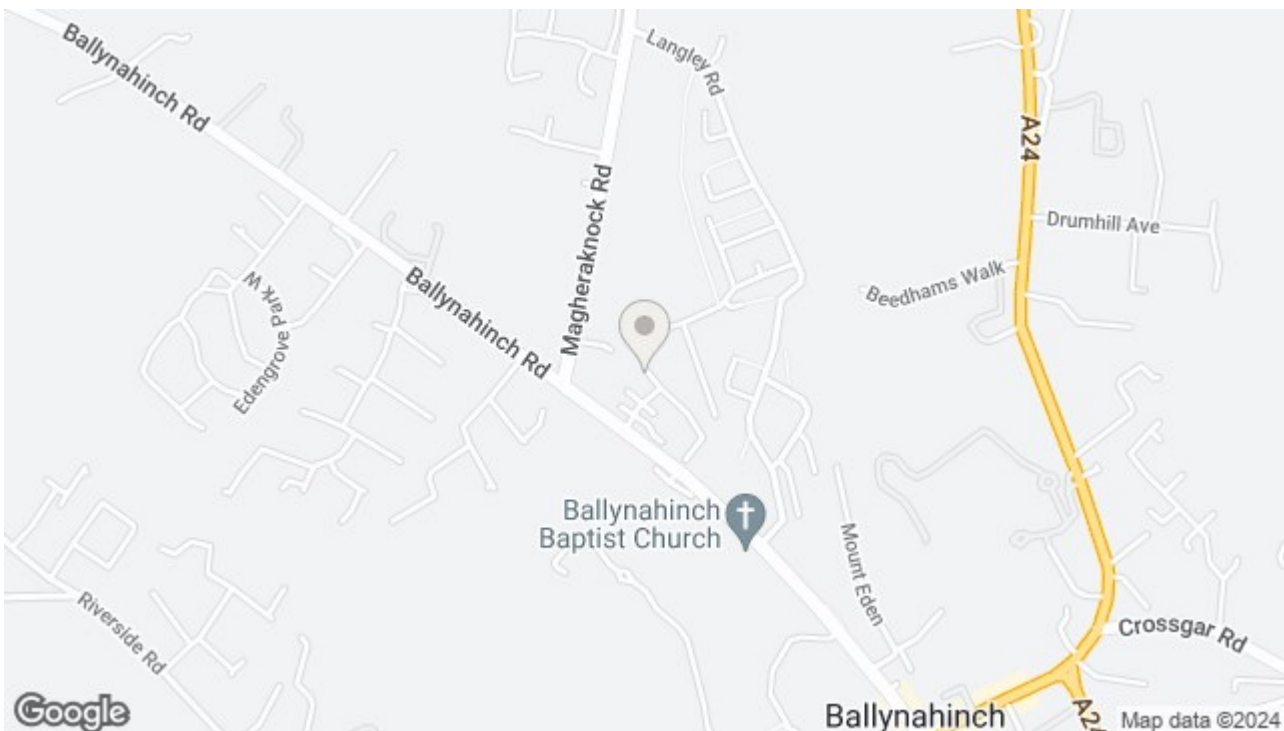 Ballynahinch Rd
Langley Rd
A24
Magheraknock Rd
Drumhill Ave
Beedhams Walk
Edengrove Park W
Ballynahinch Rd
Ballynahinch
Baptist Church
Mount Eden
Riverside Rd
Crossgar Rd
Ballynahinch
A24
Google
Map data ©2024